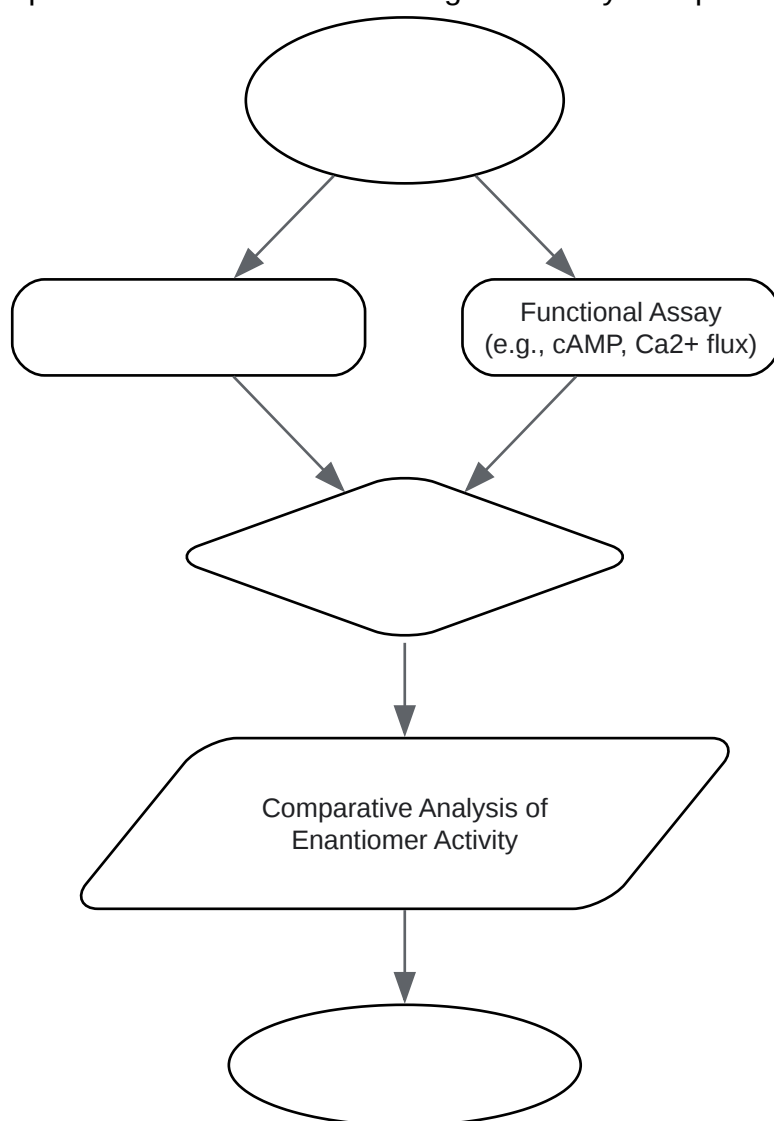 Functional Assay
(e.g., cAMP, Ca2+ flux)
Comparative Analysis of
Enantiomer Activity